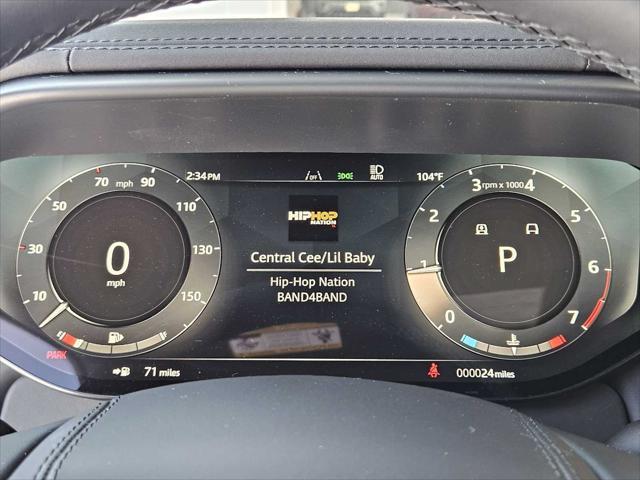 2:34PM
OFF
AUTO
104°F
10
30
50
70 mph 90
110
130
150
0
mph
HIPHOP
NATION
Central Cee/Lil Baby
Hip-Hop Nation
BAND4BAND
0
1
2
3 rpm x 1000 4
5
6
7
P
E
F
PARK
71 miles
000024 miles